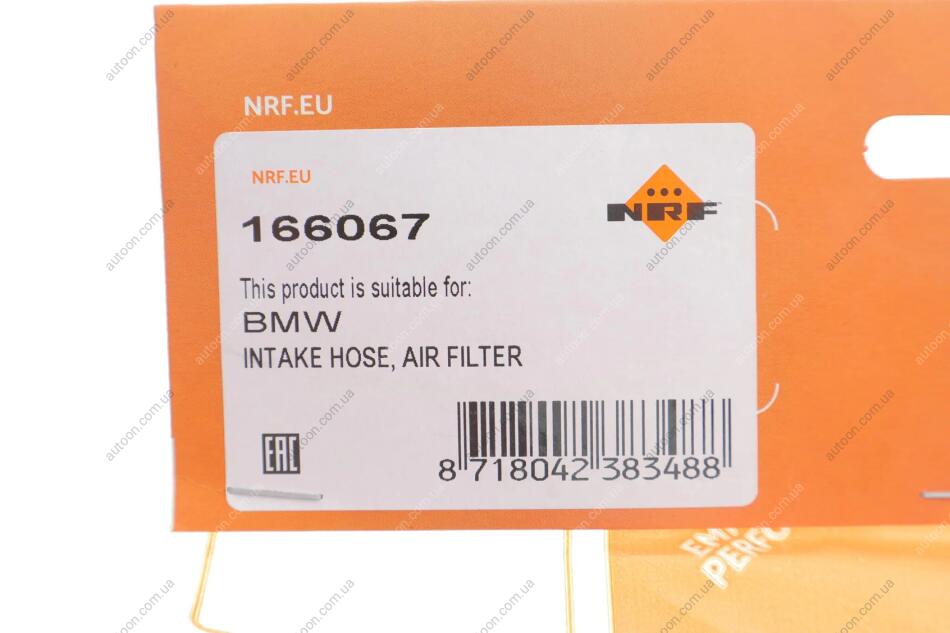 NRF.EU
NRF.EU
NRF
166067
This product is suitable for:
BMW
INTAKE HOSE, AIR FILTER
EAC
8 718042 383488
autoon.com.ua